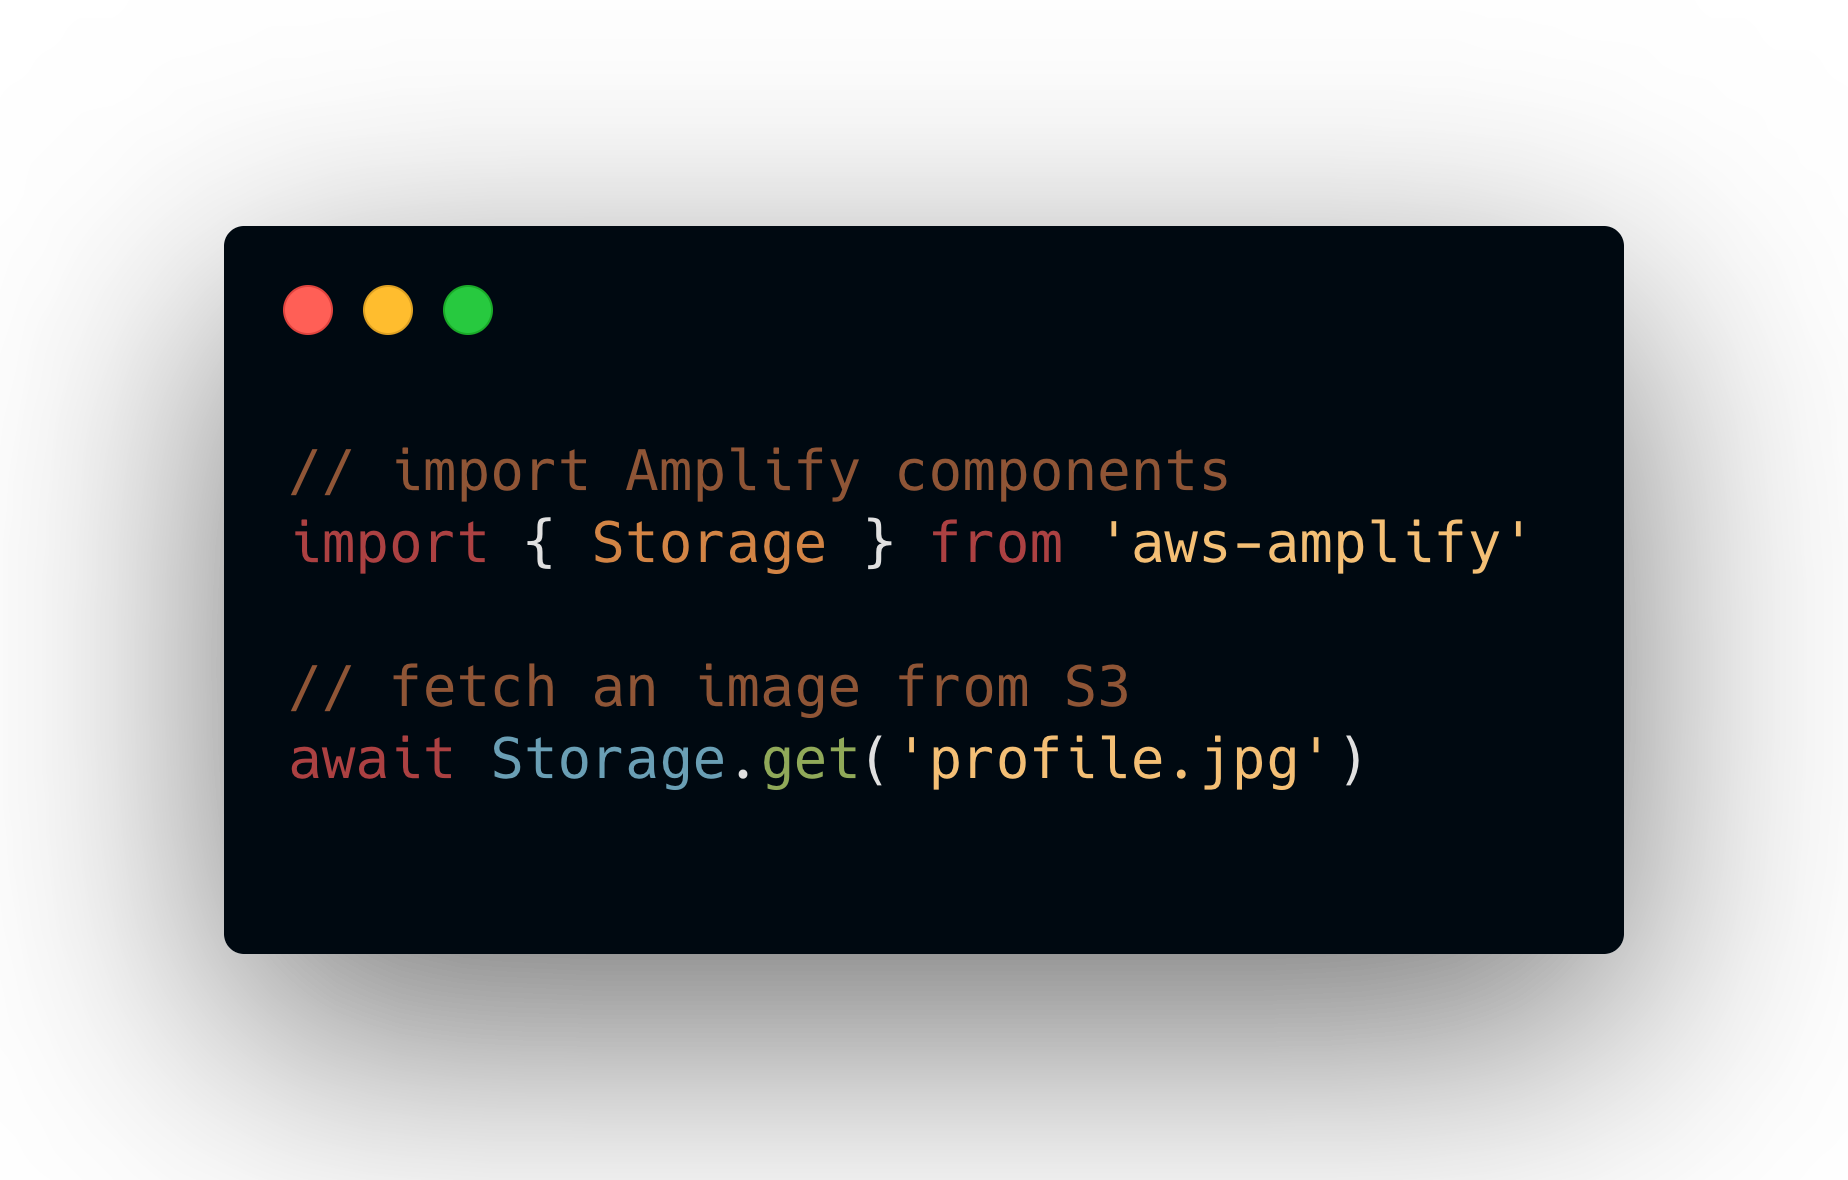 // import Amplify components
import { Storage } from 'aws-amplify'
// fetch an image from S3
await Storage.get('profile.jpg')